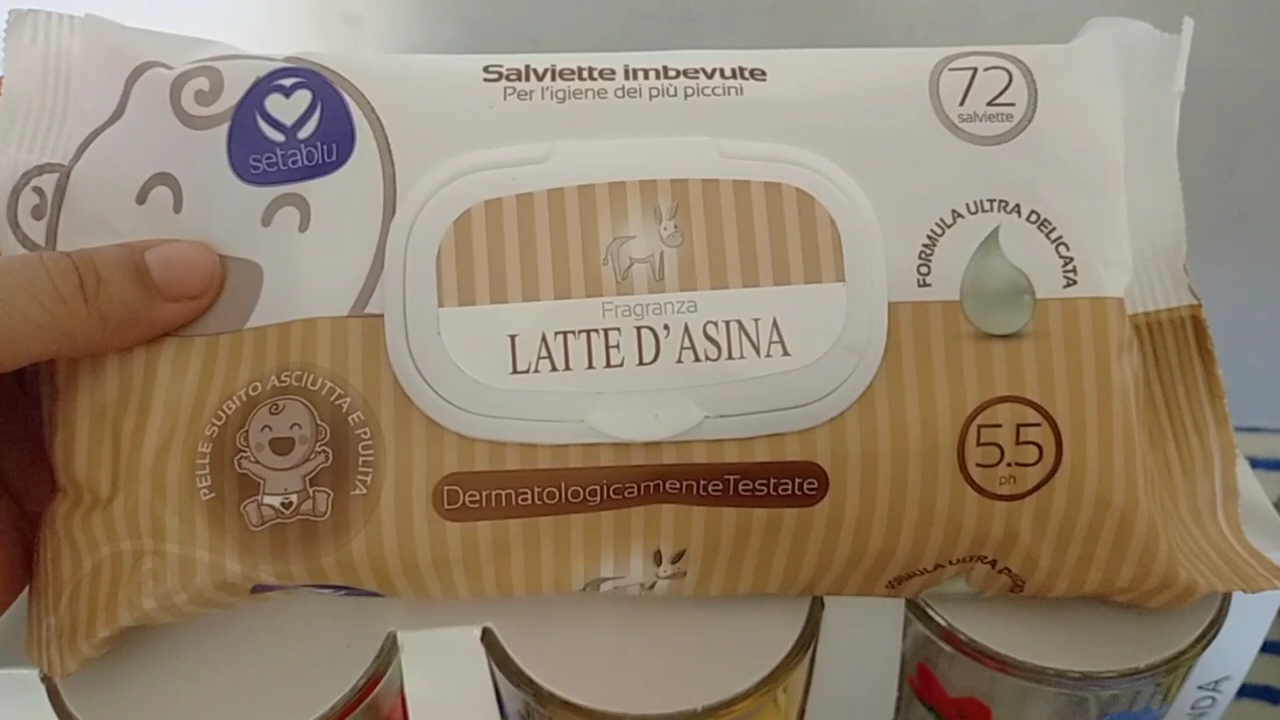 Salviette imbevute
Per l'igiene dei più piccini
72
salviette
setablu
FORMULA ULTRA DELICATA
Fragranza
LATTE D'ASINA
PELLE SUBITO ASCIUTTA E PULITA
5.5
ph
DermatologicamenteTestate
ULTRA